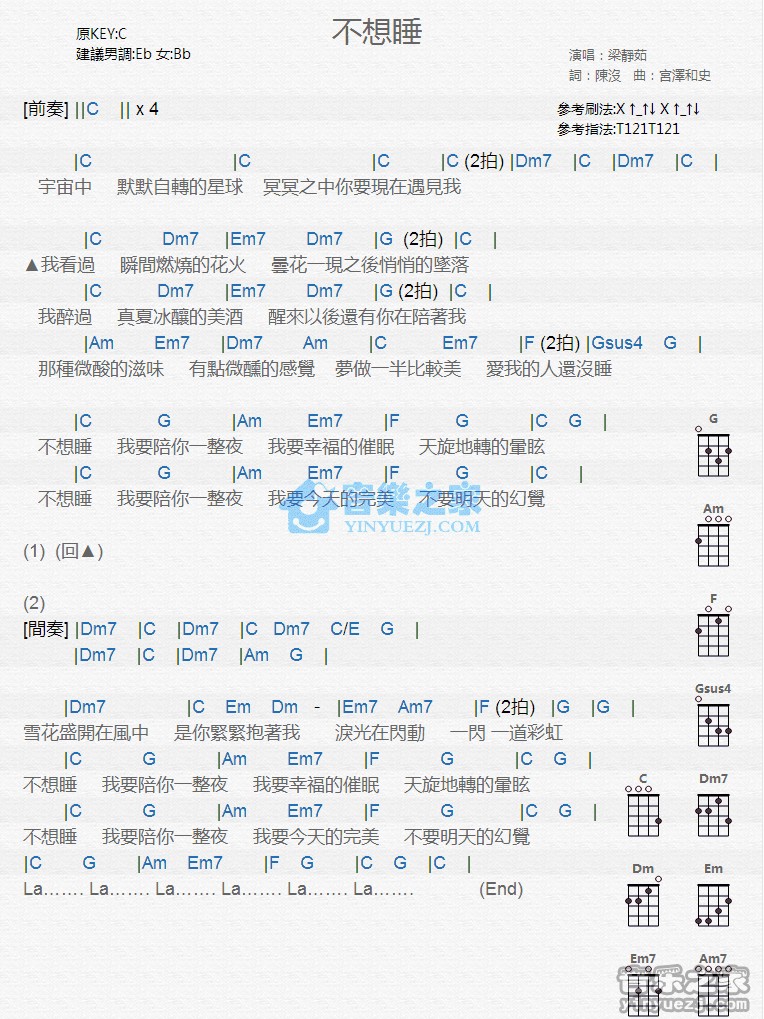 不想睡
原KEY:C
建議男調:Eb 女:Bb
演唱：梁靜茹
詞：陳沒 曲：宮澤和史
[前奏] ||C || x 4
參考刷法:X ↑_↑↓ X ↑_↑↓
參考指法:T121T121
|C |C |C |C (2拍) |Dm7 |C |Dm7 |C |
宇宙中 默默自轉的星球 冥冥之中你要現在遇見我
|C Dm7 |Em7 Dm7 |G (2拍) |C |
▲我看過 瞬間燃燒的花火 曇花一現之後悄悄的墜落
|C Dm7 |Em7 Dm7 |G (2拍) |C |
我醉過 真夏冰釀的美酒 醒來以後還有你在陪著我
|Am Em7 |Dm7 Am |C Em7 |F (2拍) |Gsus4 G |
那種微酸的滋味 有點微醺的感覺 夢做一半比較美 愛我的人還沒睡
|C G |Am Em7 |F G |C G |
不想睡 我要陪你一整夜 我要幸福的催眠 天旋地轉的暈眩
|C G |Am Em7 |F G |C |
不想睡 我要陪你一整夜 我要今天的完美 不要明天的幻覺
音樂之家
YINYUEZJ.COM
(1) (回▲)
(2)
[間奏] |Dm7 |C |Dm7 |C Dm7 C/E G |
|Dm7 |C |Dm7 |Am G |
|Dm7 |C Em Dm - |Em7 Am7 |F (2拍) |G |G |
雪花盛開在風中 是你緊緊抱著我 淚光在閃動 一閃 一道彩虹
|C G |Am Em7 |F G |C G |
不想睡 我要陪你一整夜 我要幸福的催眠 天旋地轉的暈眩
|C G |Am Em7 |F G |C G |
不想睡 我要陪你一整夜 我要今天的完美 不要明天的幻覺
|C G |Am Em7 |F G |C G |C |
La……. La……. La……. La……. La……. La……. (End)
G
Am
F
Gsus4
C Dm7
Dm Em
Em7 Am7
音乐之家
yinyuezj.com